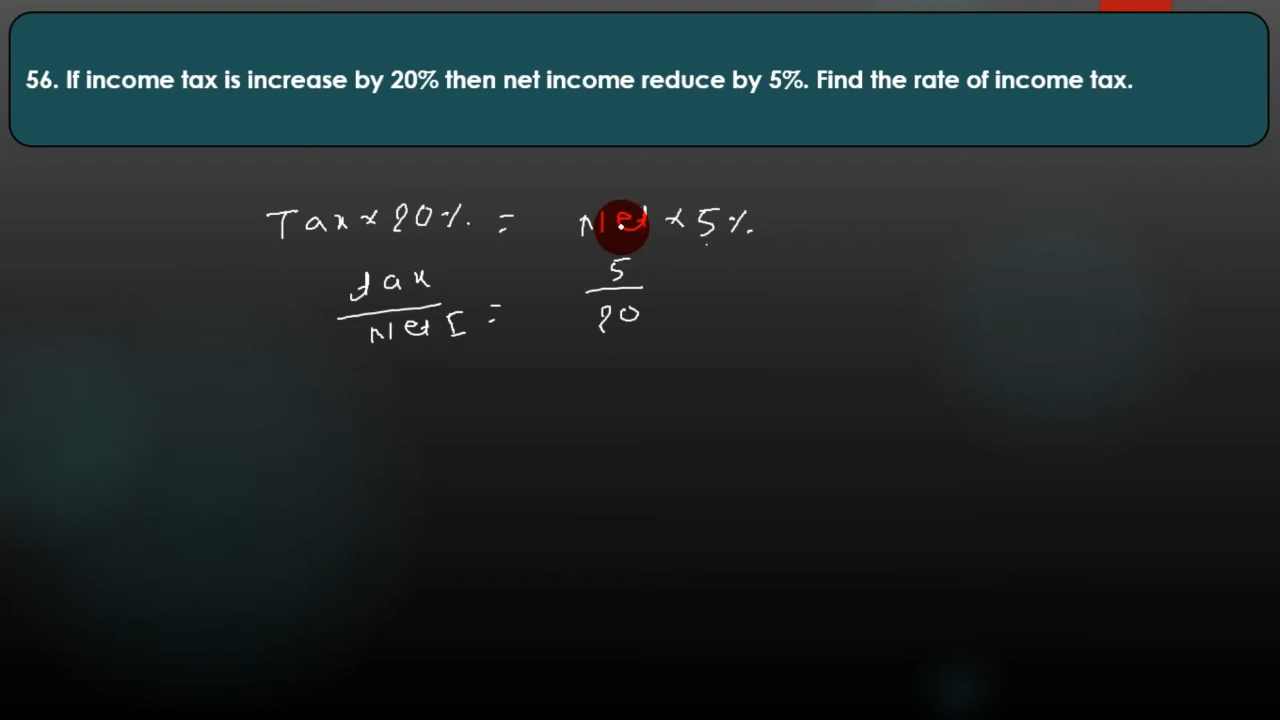 56. If income tax is increase by 20% then net income reduce by 5%. Find the rate of income tax.
Tax × 20% = Net × 5%
tax / Net I = 5 / 20